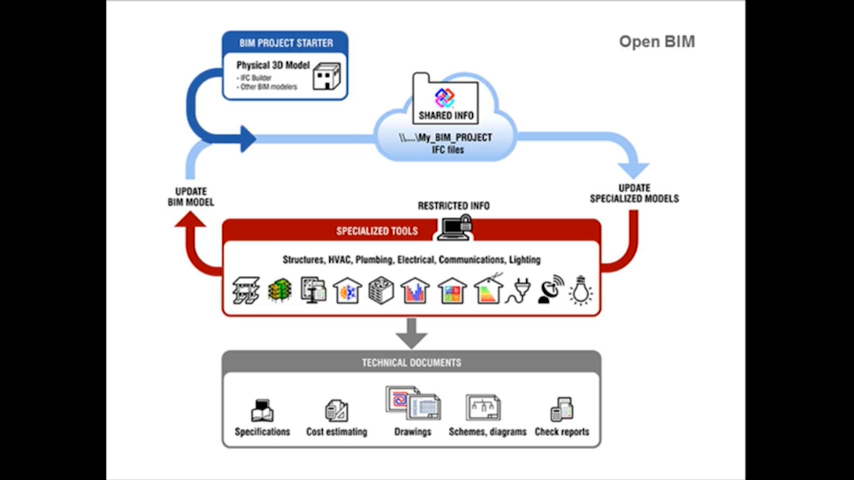 Open BIM
BIM PROJECT STARTER
Physical 3D Model
- IFC Builder
- Other BIM modelers
SHARED INFO
\\...\My_BIM_PROJECT
IFC files
UPDATE
BIM MODEL
UPDATE
SPECIALIZED MODELS
RESTRICTED INFO
SPECIALIZED TOOLS
Structures, HVAC, Plumbing, Electrical, Communications, Lighting
TECHNICAL DOCUMENTS
Specifications
Cost estimating
Drawings
Schemes, diagrams
Check reports